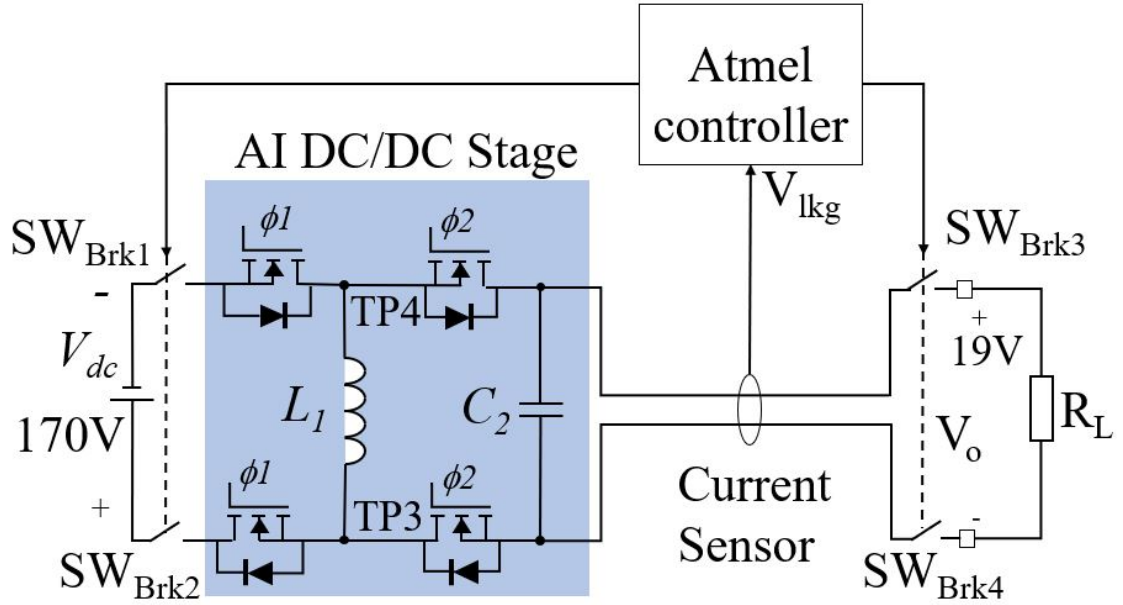 Atmel
controller
AI DC/DC Stage
V_lkg
SW_Brk1
ϕ1
ϕ2
SW_Brk3
-
TP4
+
V_dc
19V
L_1
C_2
R_L
170V
V_o
ϕ1
ϕ2
Current
Sensor
+
TP3
-
SW_Brk2
SW_Brk4